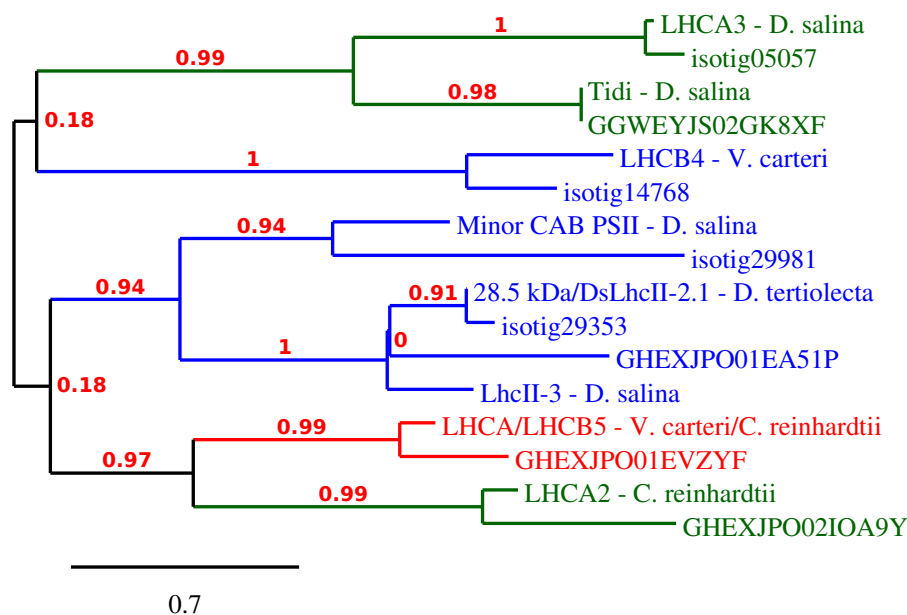 1
LHCA3 - D. salina
0.99
isotig05057
0.98
Tidi - D. salina
0.18
GGWEYJS02GK8XF
1
LHCB4 - V. carteri
isotig14768
0.94
Minor CAB PSII - D. salina
isotig29981
0.94
0.91
28.5 kDa/DsLhcII-2.1 - D. tertiolecta
isotig29353
1
0
GHEXJPO01EA51P
0.18
LhcII-3 - D. salina
0.99
LHCA/LHCB5 - V. carteri/C. reinhardtii
0.97
GHEXJPO01EVZYF
0.99
LHCA2 - C. reinhardtii
GHEXJPO02IOA9Y
0.7